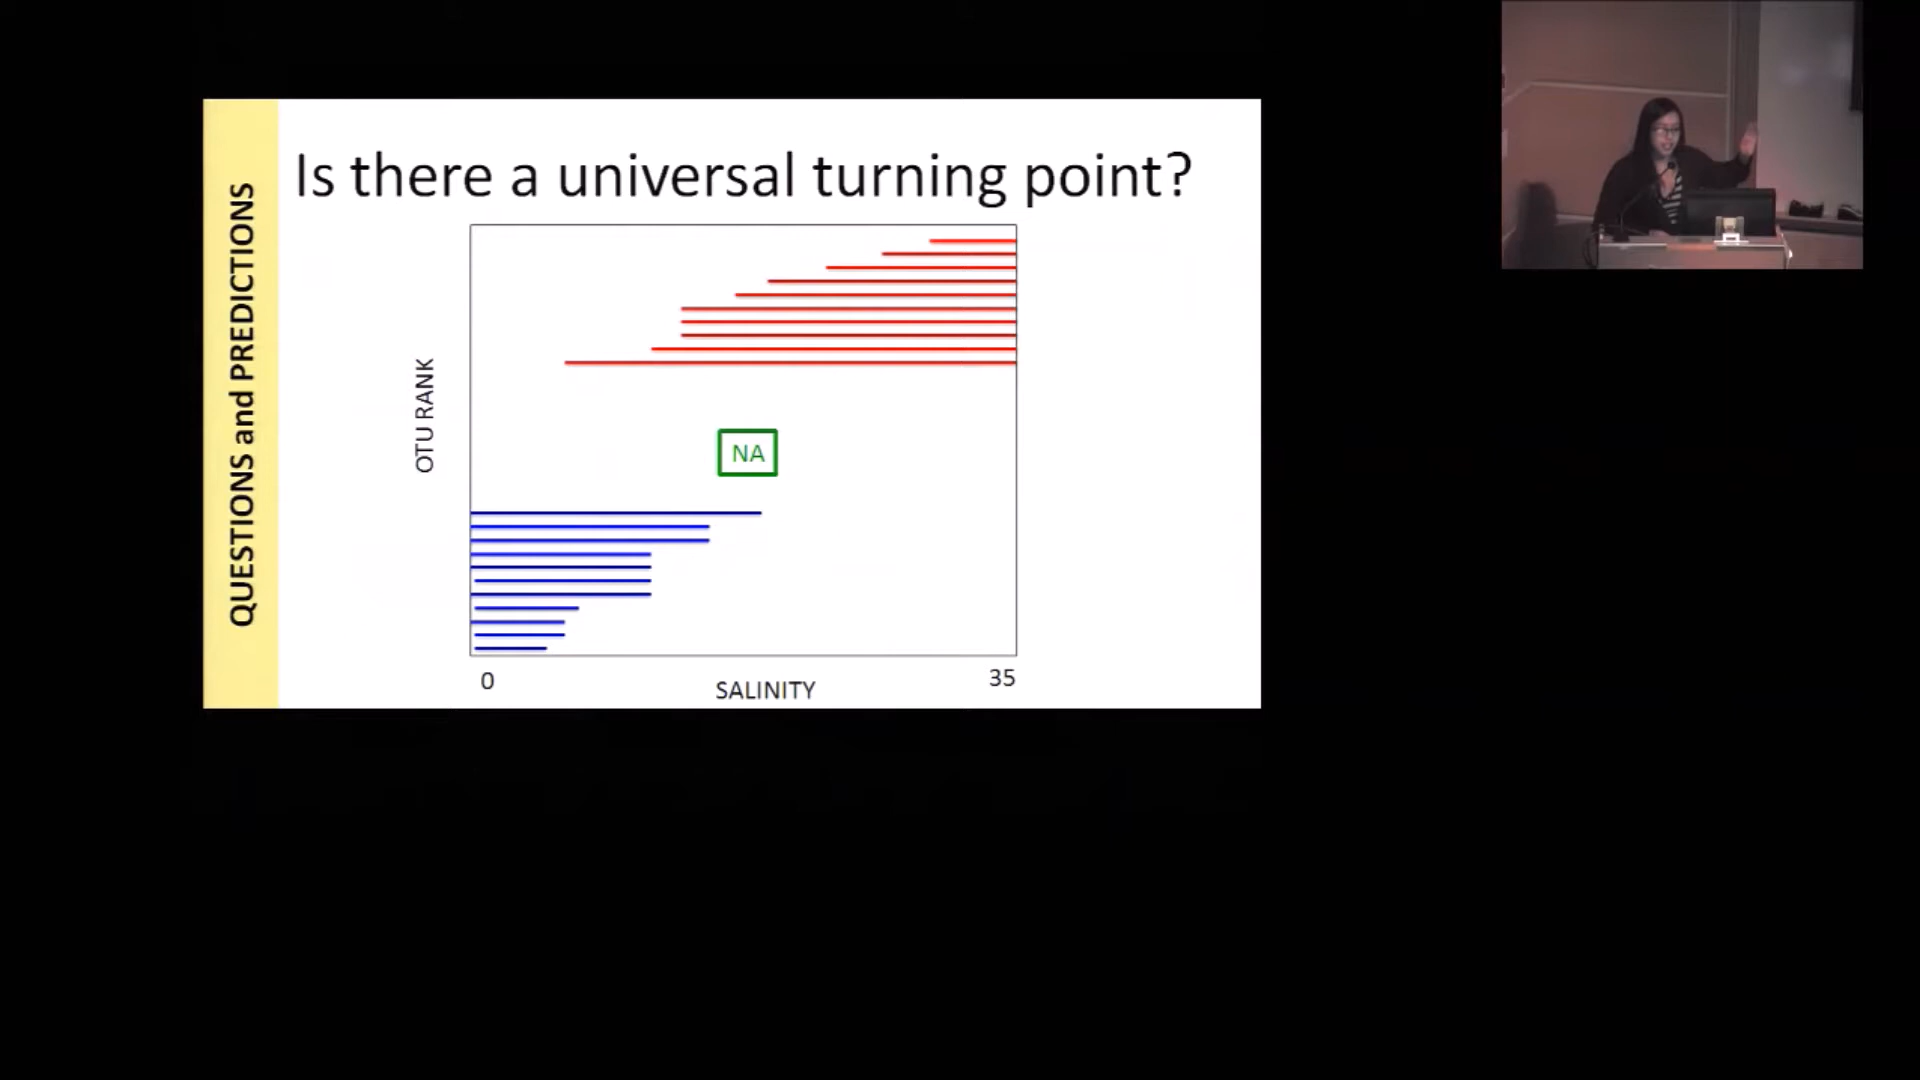 QUESTIONS and PREDICTIONS
Is there a universal turning point?
OTU RANK
NA
0
35
SALINITY